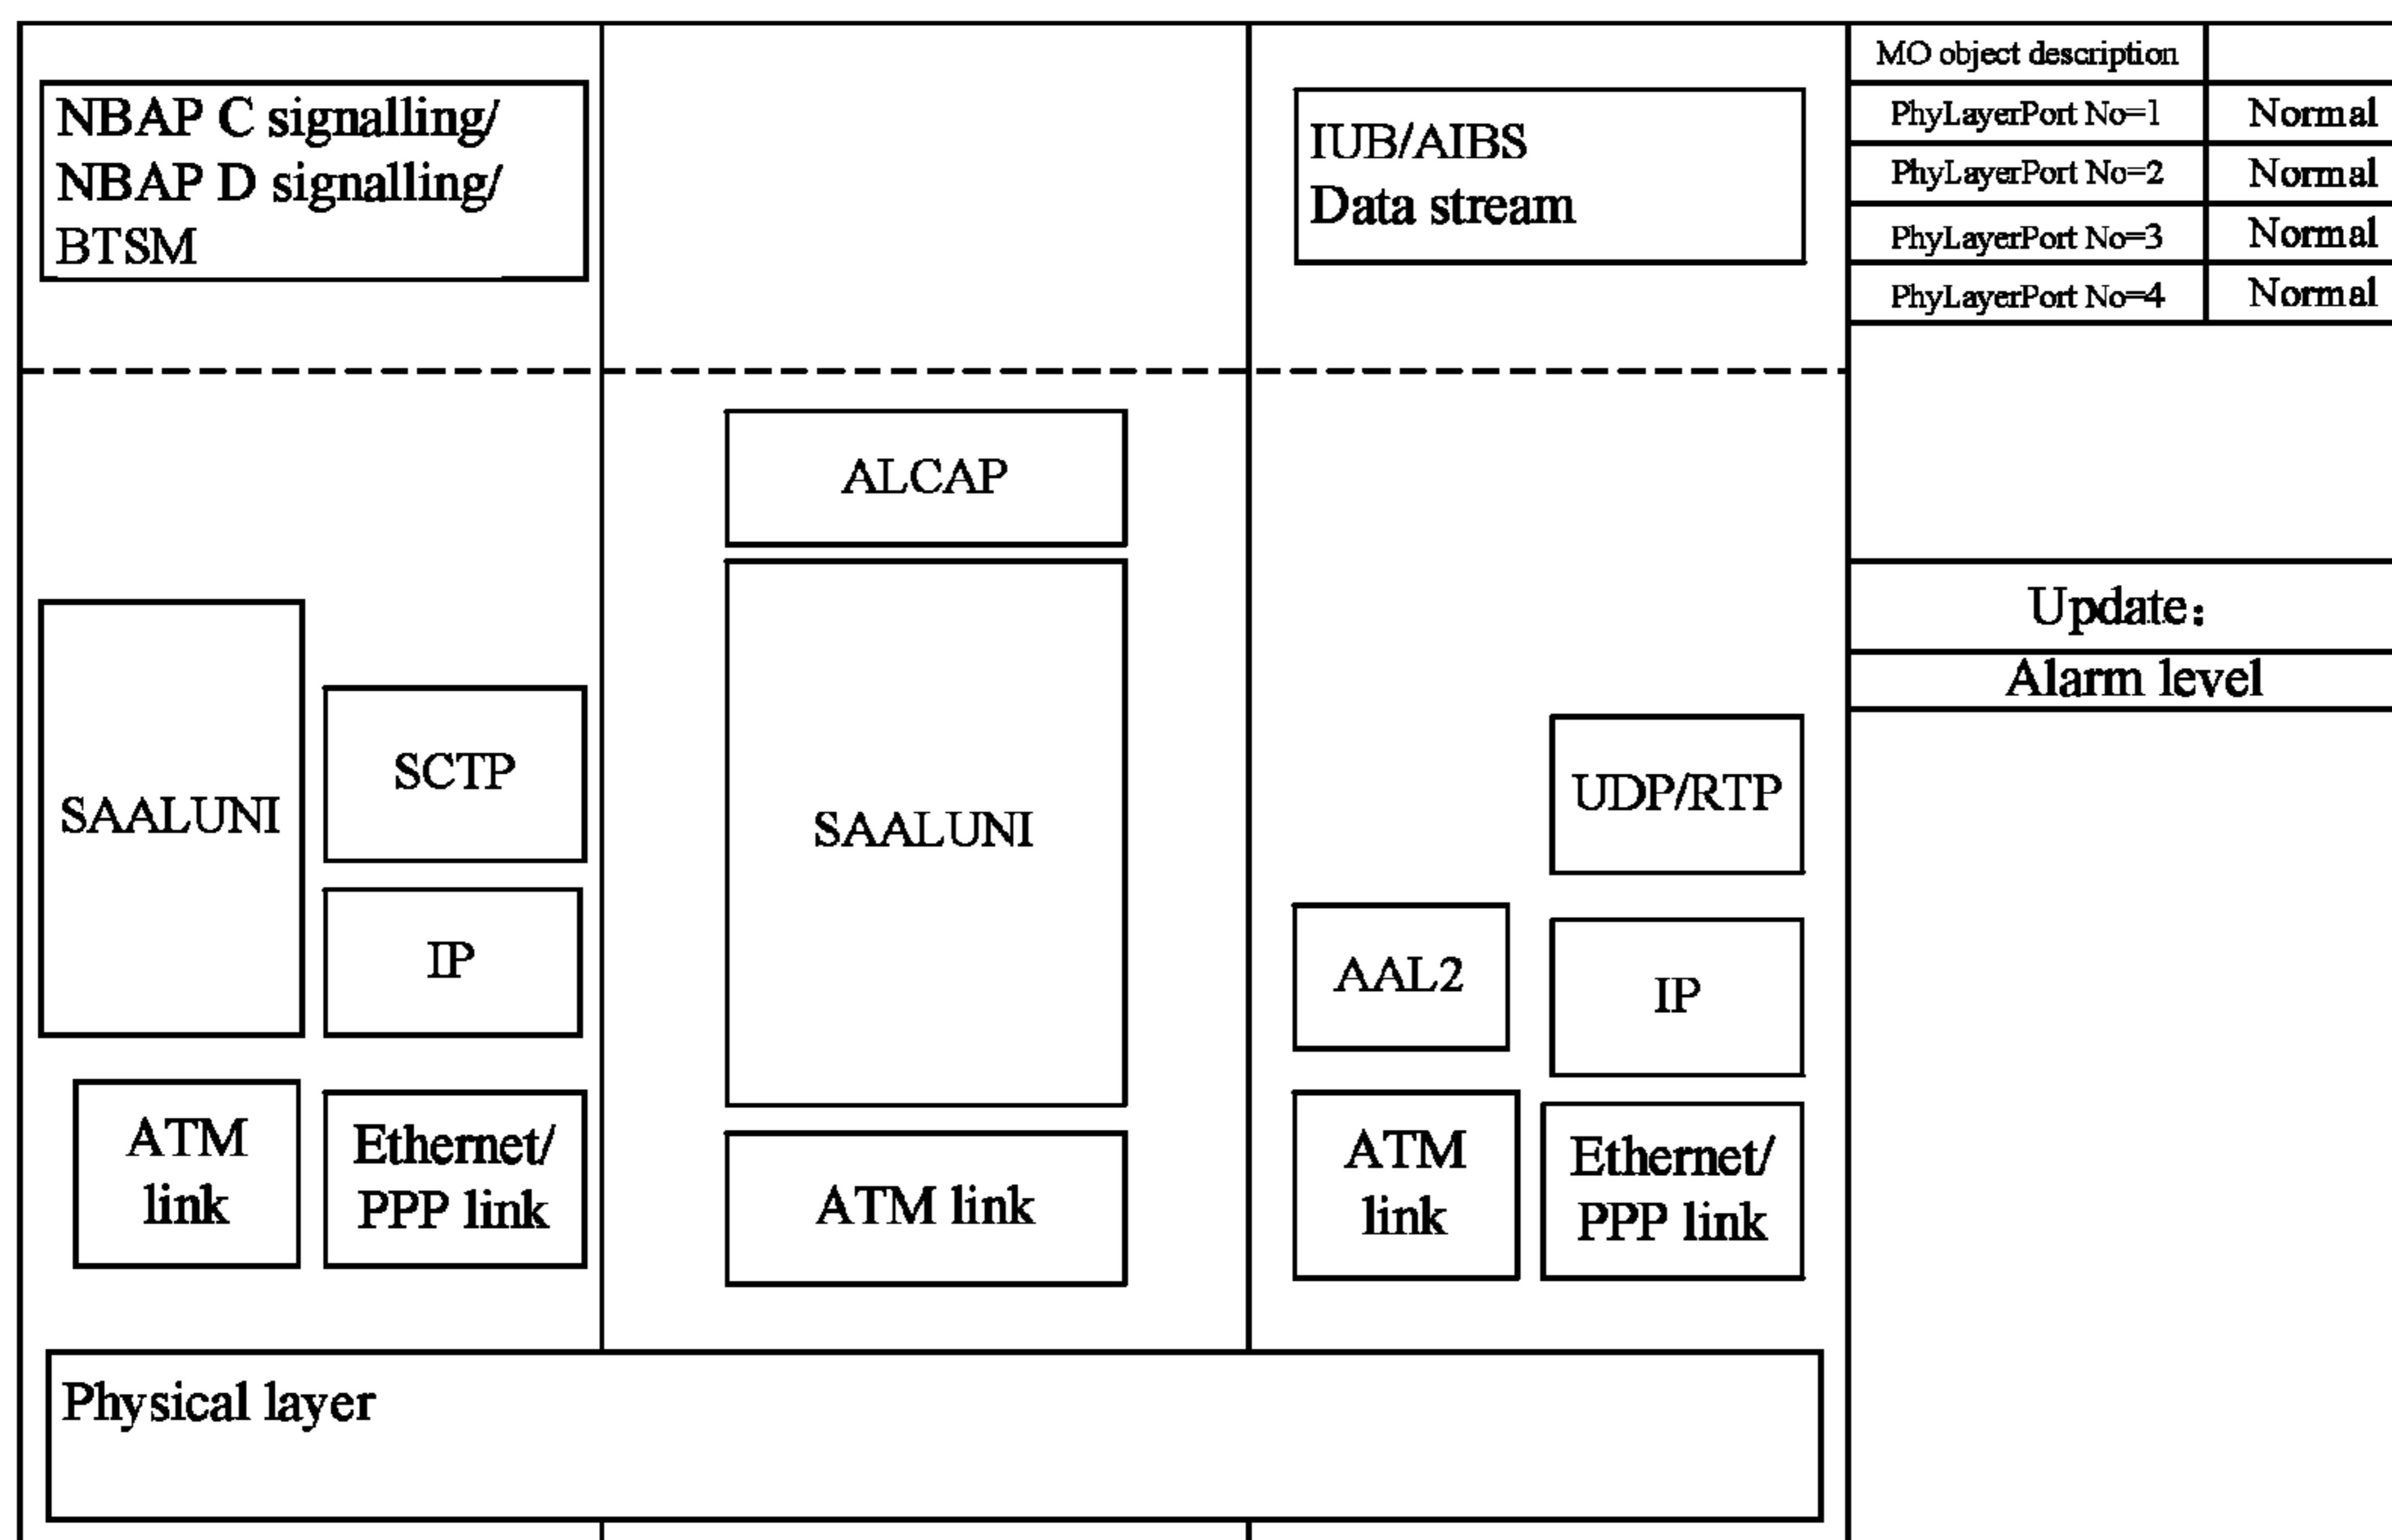 NBAP C signalling/
NBAP D signalling/
BTSM
SAALUNI
SCTP
IP
ATM
link
Ethernet/
PPP link
ALCAP
SAALUNI
ATM link
IUB/AIBS
Data stream
UDP/RTP
AAL2
IP
ATM
link
Ethernet/
PPP link
Physical layer
MO object description
PhyLayerPort No=1 Normal
PhyLayerPort No=2 Normal
PhyLayerPort No=3 Normal
PhyLayerPort No=4 Normal
Update：
Alarm level